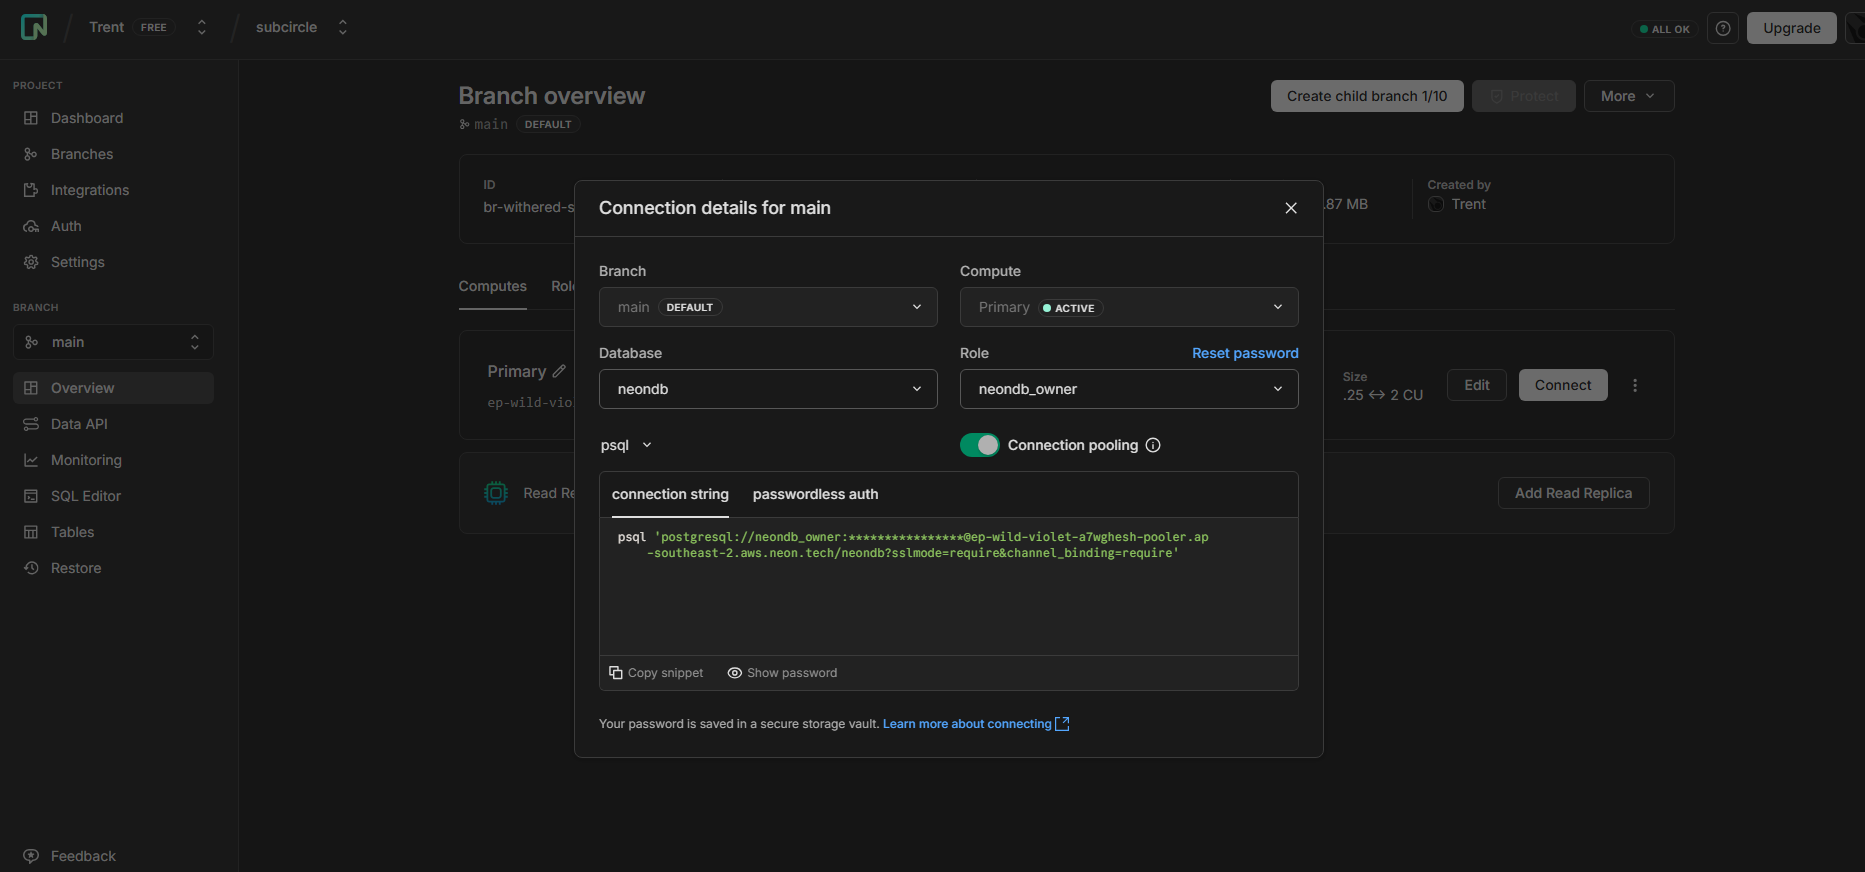 Trent FREE
subcircle
ALL OK
Upgrade
PROJECT
Dashboard
Branches
Integrations
Auth
Settings
BRANCH
main
Overview
Data API
Monitoring
SQL Editor
Tables
Restore
Feedback
Branch overview
main DEFAULT
Create child branch 1/10
Protect
More
ID
br-withered-s
.87 MB
Created by
Trent
Computes
Role
Primary
ep-wild-vio
Size
.25 ↔ 2 CU
Edit
Connect
Read Re
Add Read Replica
Connection details for main
Branch
main DEFAULT
Compute
Primary ACTIVE
Database
neondb
Role
Reset password
neondb_owner
psql
Connection pooling
connection string
passwordless auth
psql 'postgresql://neondb_owner:****************@ep-wild-violet-a7wghesh-pooler.ap
-southeast-2.aws.neon.tech/neondb?sslmode=require&channel_binding=require'
Copy snippet
Show password
Your password is saved in a secure storage vault. Learn more about connecting